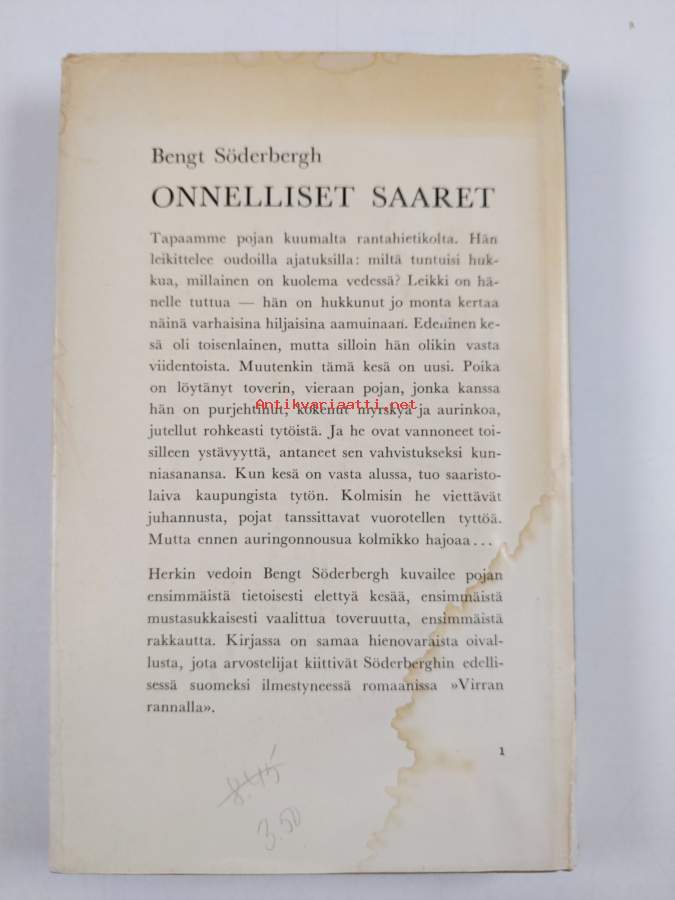 Bengt Söderbergh
ONNELLISET SAARET
Tapaamme pojan kuumalta rantahietikolta. Hän
leikittelee oudoilla ajatuksilla: miltä tuntuisi huk-
kua, millainen on kuolema vedessä? Leikki on hä-
nelle tuttua — hän on hukkunut jo monta kertaa
näinä varhaisina hiljaisina aamuinaan. Edellinen ke-
sä oli toisenlainen, mutta silloin hän olikin vasta
viidentoista. Muutenkin tämä kesä on uusi. Poika
on löytänyt toverin, vieraan pojan, jonka kanssa
Antikvariaatti.net
hän on purjehtinut, kokenut myrskyä ja aurinkoa,
jutellut rohkeasti tytöistä. Ja he ovat vannoneet toi-
silleen ystävyyttä, antaneet sen vahvistukseksi kun-
niasanansa. Kun kesä on vasta alussa, tuo saaristo-
laiva kaupungista tytön. Kolmisin he viettävät
juhannusta, pojat tanssittavat vuorotellen tyttöä.
Mutta ennen auringonnousua kolmikko hajoaa...
Herkin vedoin Bengt Söderbergh kuvailee pojan
ensimmäistä tietoisesti elettyä kesää, ensimmäistä
mustasukkaisesti vaalittua toveruutta, ensimmäistä
rakkautta. Kirjassa on samaa hienovaraista oival-
lusta, jota arvostelijat kiittivät Söderberghin edelli-
sessä suomeksi ilmestyneessä romaanissa »Virran
rannalla».
1
8.45
3.50